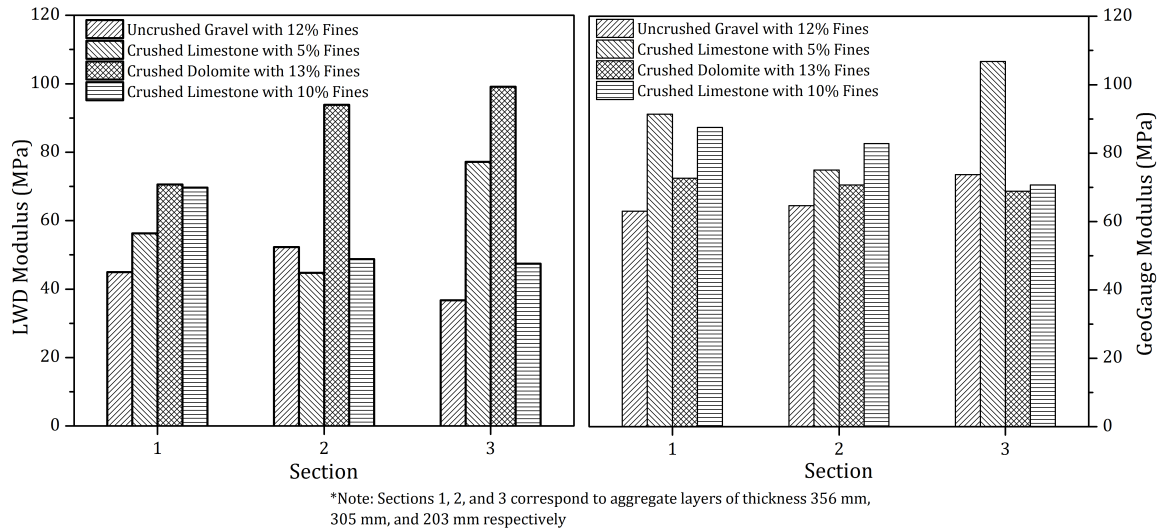 120
100
80
60
40
20
0
LWD Modulus (MPa)
Uncrushed Gravel with 12% Fines
Crushed Limestone with 5% Fines
Crushed Dolomite with 13% Fines
Crushed Limestone with 10% Fines
1
2
3
Section
Uncrushed Gravel with 12% Fines
Crushed Limestone with 5% Fines
Crushed Dolomite with 13% Fines
Crushed Limestone with 10% Fines
1
2
3
Section
120
100
80
60
40
20
0
GeoGauge Modulus (MPa)
*Note: Sections 1, 2, and 3 correspond to aggregate layers of thickness 356 mm,
305 mm, and 203 mm respectively